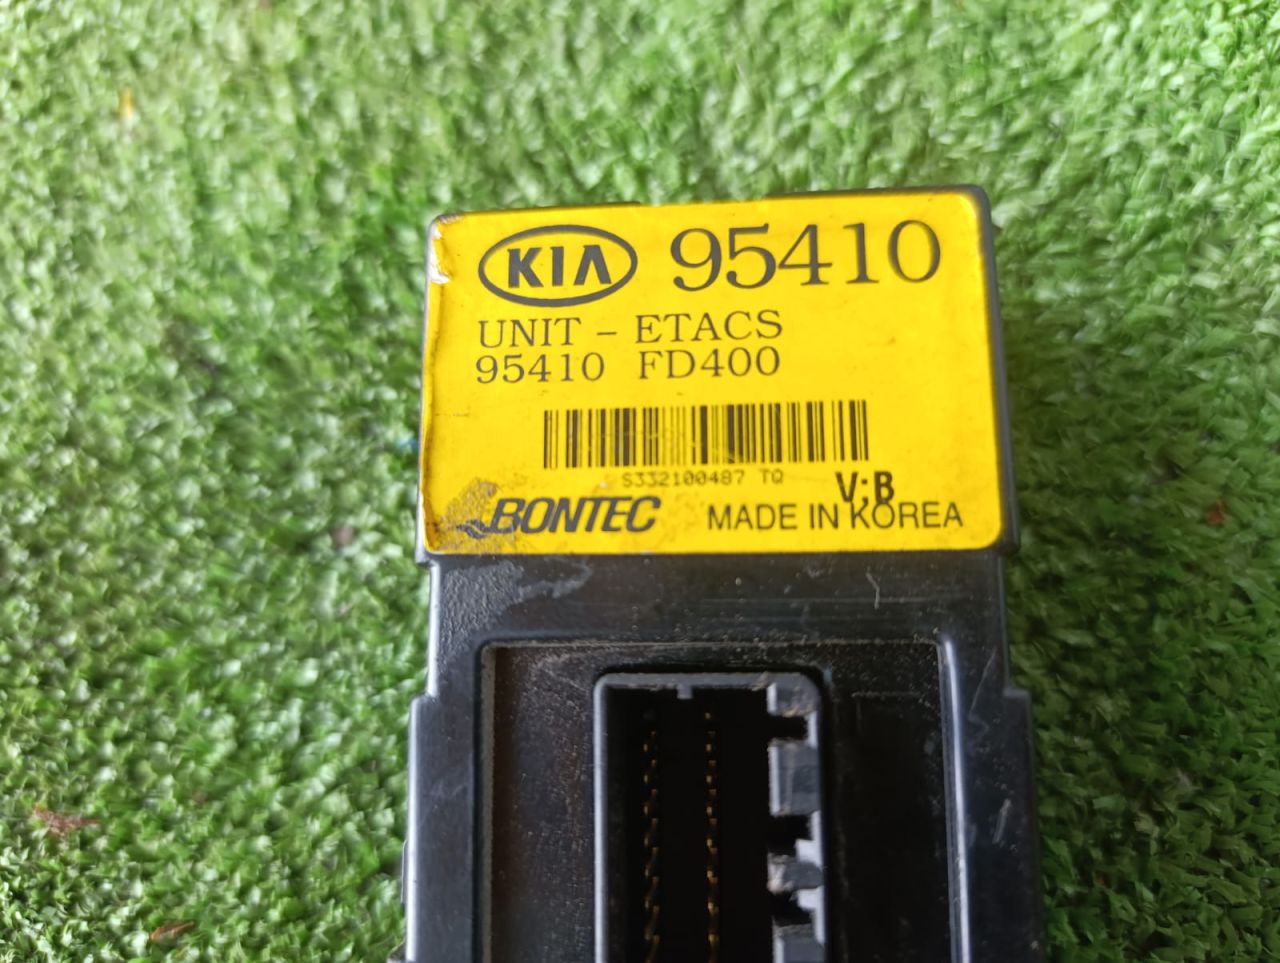 KIA 95410
UNIT - ETACS
95410 FD400
S332100487 TQ
V;B
BONTEC MADE IN KOREA